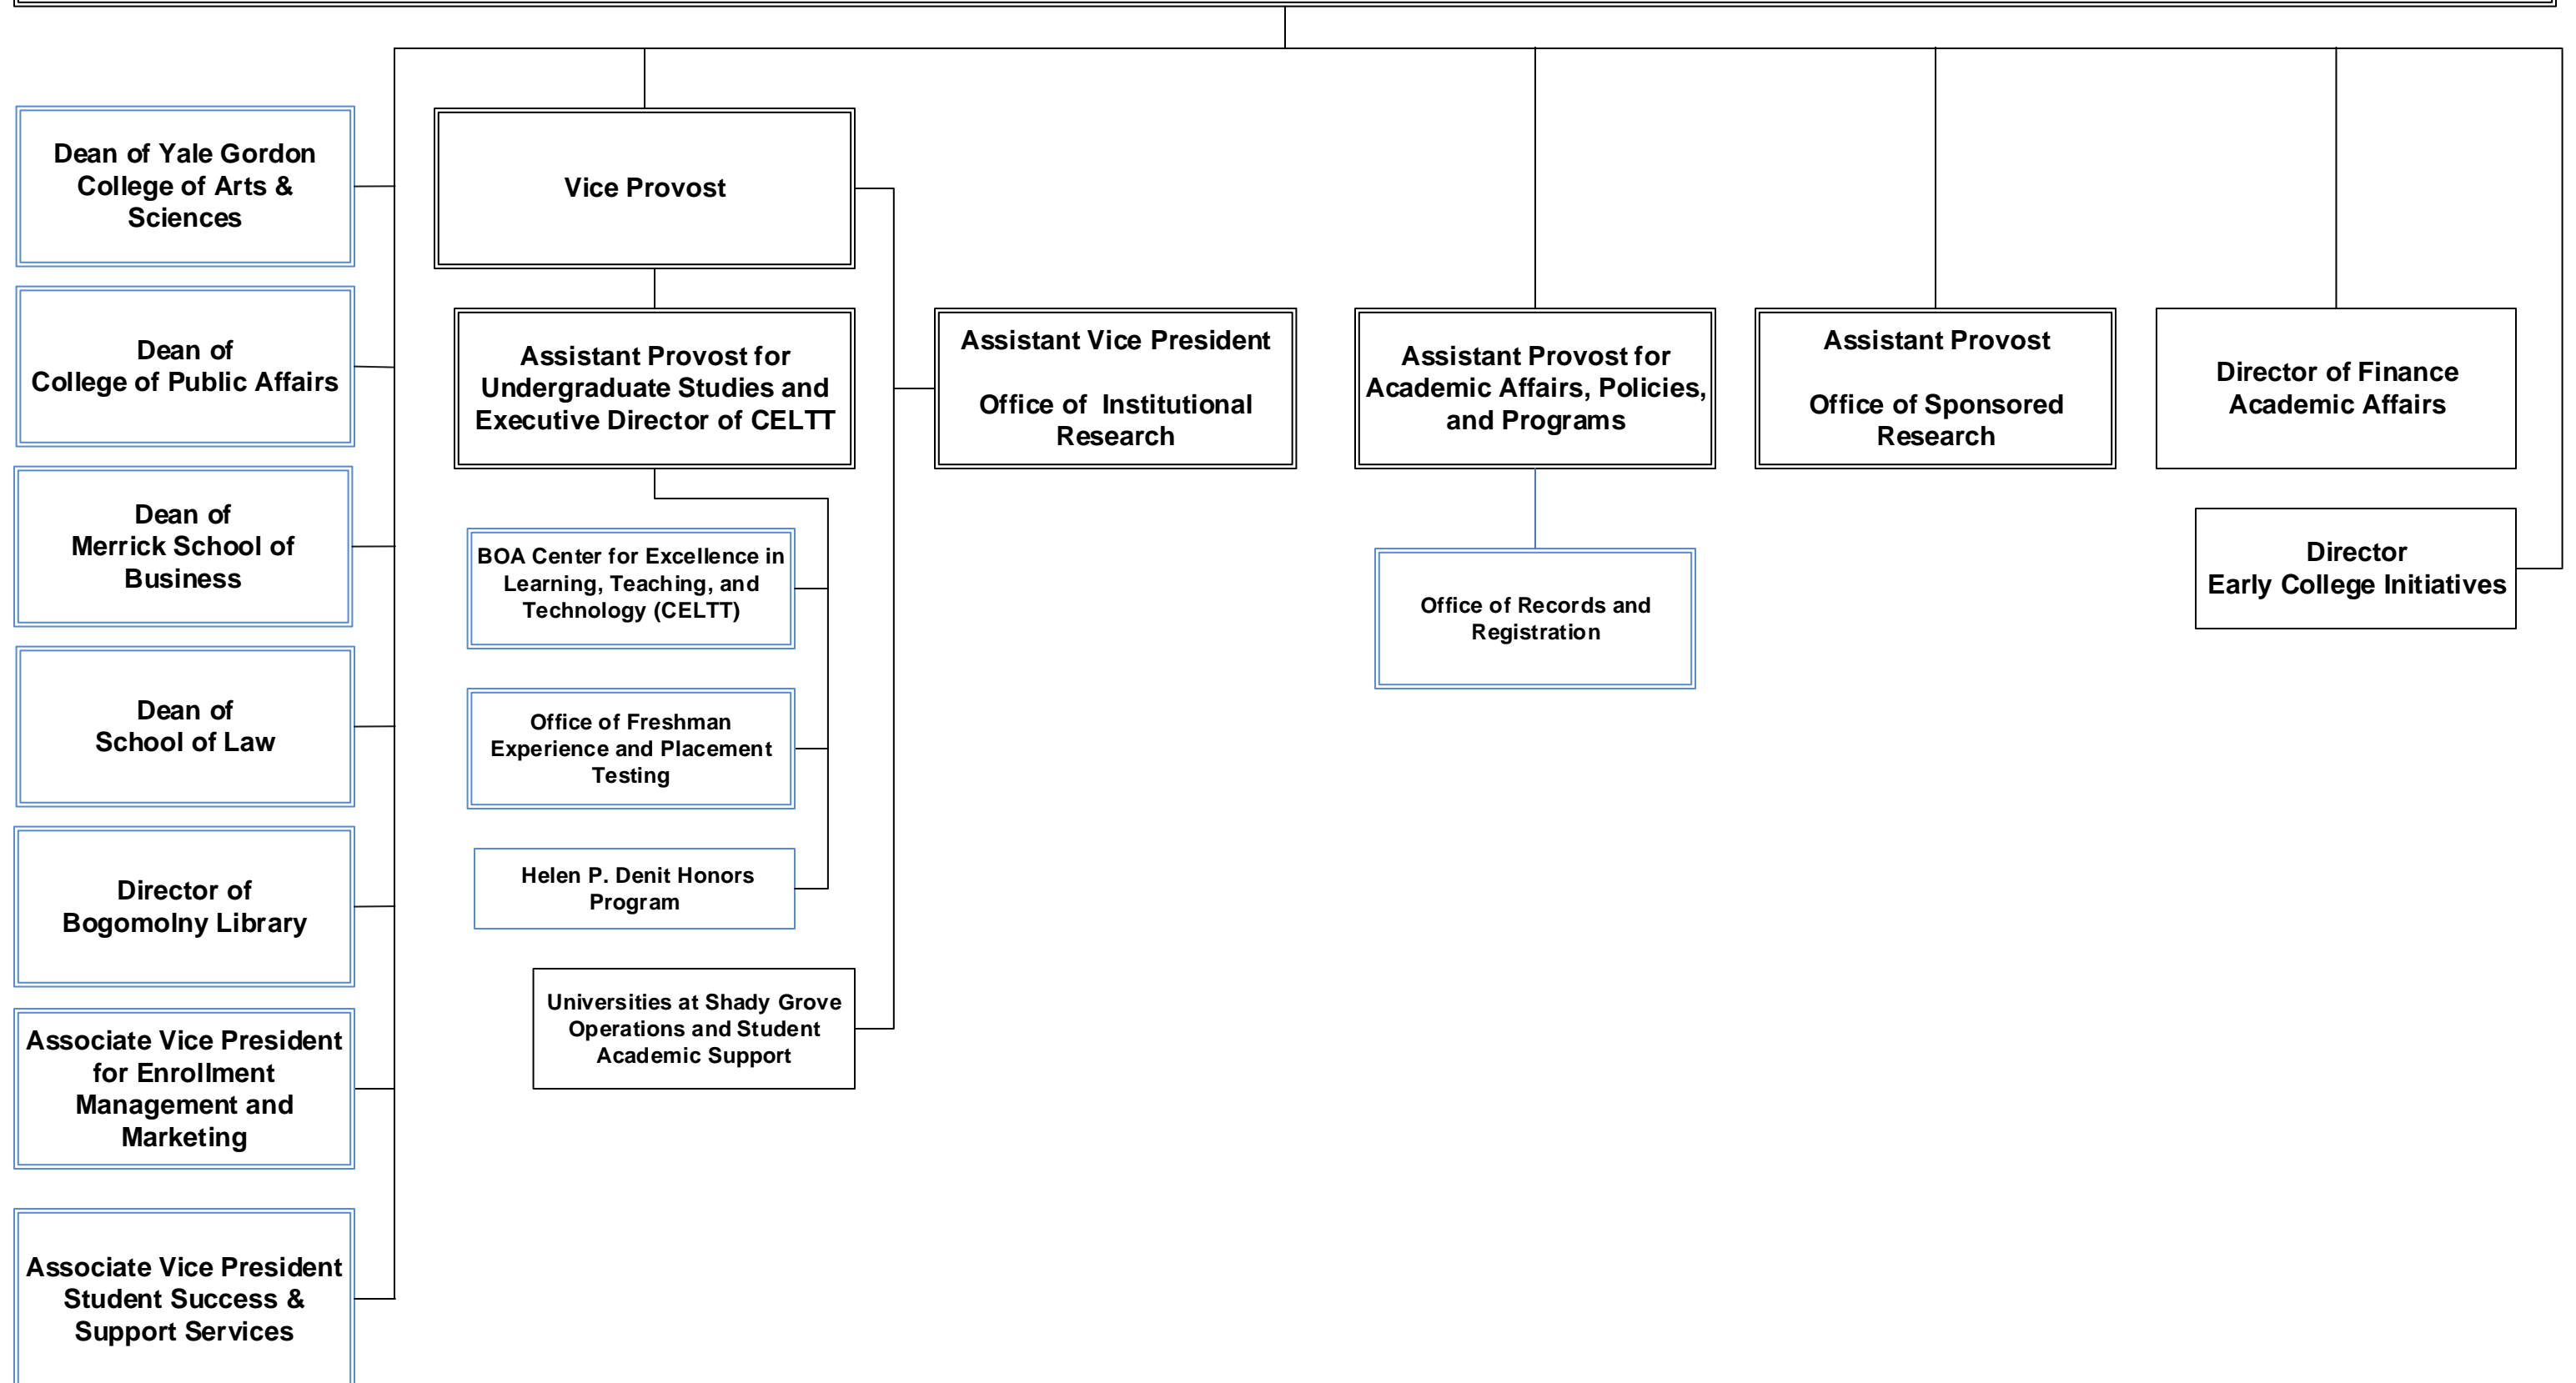 Dean of Yale Gordon
College of Arts &
Sciences
Dean of
College of Public Affairs
Dean of
Merrick School of
Business
Dean of
School of Law
Director of
Bogomolny Library
Associate Vice President
for Enrollment
Management and
Marketing
Associate Vice President
Student Success &
Support Services
Vice Provost
Assistant Provost for
Undergraduate Studies and
Executive Director of CELTT
BOA Center for Excellence in
Learning, Teaching, and
Technology (CELTT)
Office of Freshman
Experience and Placement
Testing
Helen P. Denit Honors
Program
Universities at Shady Grove
Operations and Student
Academic Support
Assistant Vice President
Office of Institutional
Research
Assistant Provost for
Academic Affairs, Policies,
and Programs
Office of Records and
Registration
Assistant Provost
Office of Sponsored
Research
Director of Finance
Academic Affairs
Director
Early College Initiatives